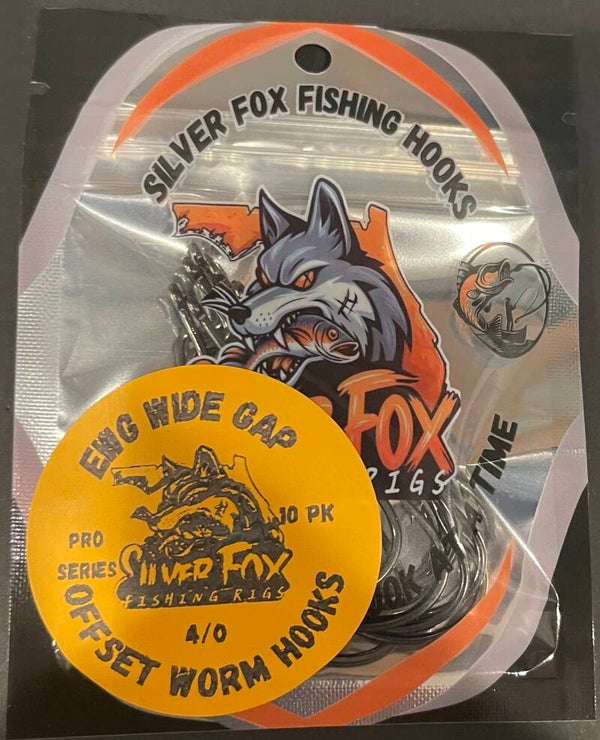 SILVER FOX FISHING HOOKS
FOX
RIGS
TIME
EWG WIDE GAP
10 PK
PRO
SERIES
SILVER FOX
FISHING RIGS
4/0
OFFSET WORM HOOKS